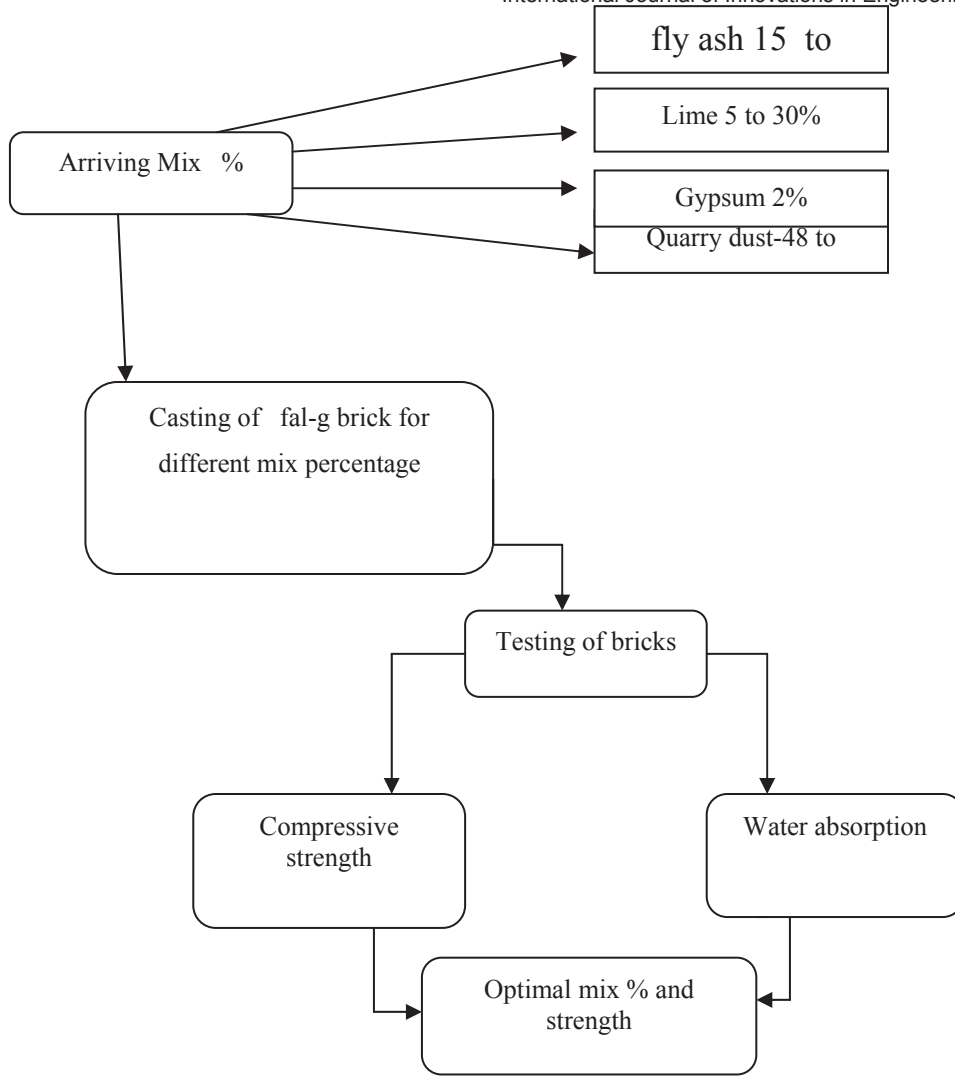 International Journal of Innovations in Engineeri
fly ash 15 to
Lime 5 to 30%
Arriving Mix %
Gypsum 2%
Quarry dust-48 to
Casting of fal-g brick for
different mix percentage
Testing of bricks
Compressive
strength
Water absorption
Optimal mix % and
strength